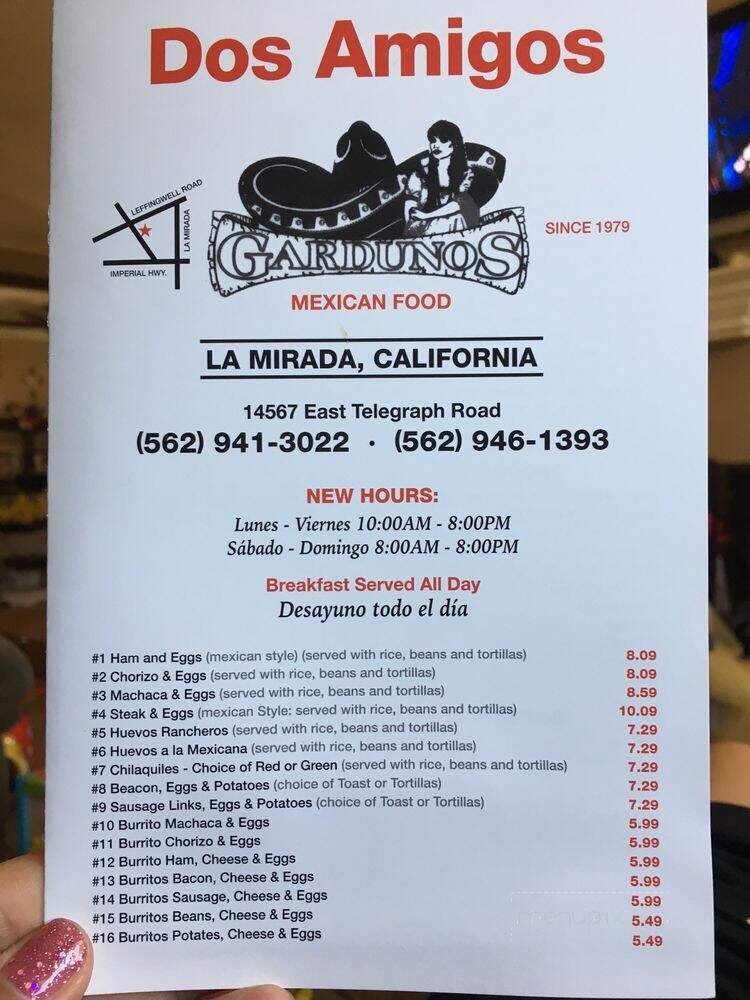 Dos Amigos
LEFFINGWELL ROAD
LA MIRADA
IMPERIAL HWY.
GARDUNOS
SINCE 1979
MEXICAN FOOD
LA MIRADA, CALIFORNIA
14567 East Telegraph Road
(562) 941-3022 · (562) 946-1393
NEW HOURS:
Lunes - Viernes 10:00AM - 8:00PM
Sábado - Domingo 8:00AM - 8:00PM
Breakfast Served All Day
Desayuno todo el día
#1 Ham and Eggs (mexican style) (served with rice, beans and tortillas) 8.09
#2 Chorizo & Eggs (served with rice, beans and tortillas) 8.09
#3 Machaca & Eggs (served with rice, beans and tortillas) 8.59
#4 Steak & Eggs (mexican Style: served with rice, beans and tortillas) 10.09
#5 Huevos Rancheros (served with rice, beans and tortillas) 7.29
#6 Huevos a la Mexicana (served with rice, beans and tortillas) 7.29
#7 Chilaquiles - Choice of Red or Green (served with rice, beans and tortillas) 7.29
#8 Beacon, Eggs & Potatoes (choice of Toast or Tortillas) 7.29
#9 Sausage Links, Eggs & Potatoes (choice of Toast or Tortillas) 7.29
#10 Burrito Machaca & Eggs 5.99
#11 Burrito Chorizo & Eggs 5.99
#12 Burrito Ham, Cheese & Eggs 5.99
#13 Burritos Bacon, Cheese & Eggs 5.99
#14 Burritos Sausage, Cheese & Eggs 5.99
#15 Burritos Beans, Cheese & Eggs 5.49
#16 Burritos Potates, Cheese & Eggs 5.49